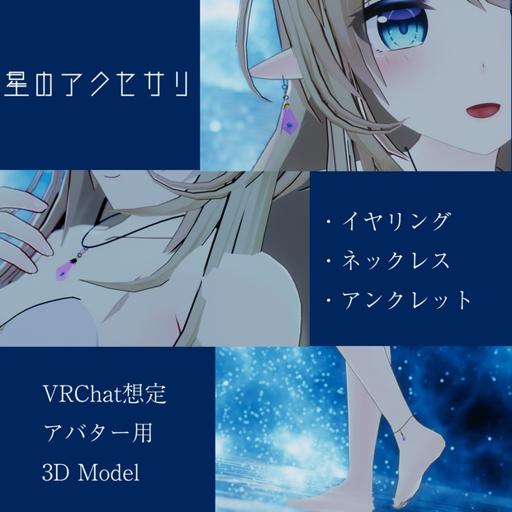 星のアクセサリ
・イヤリング
・ネックレス
・アンクレット
VRChat想定
アバター用
3D Model